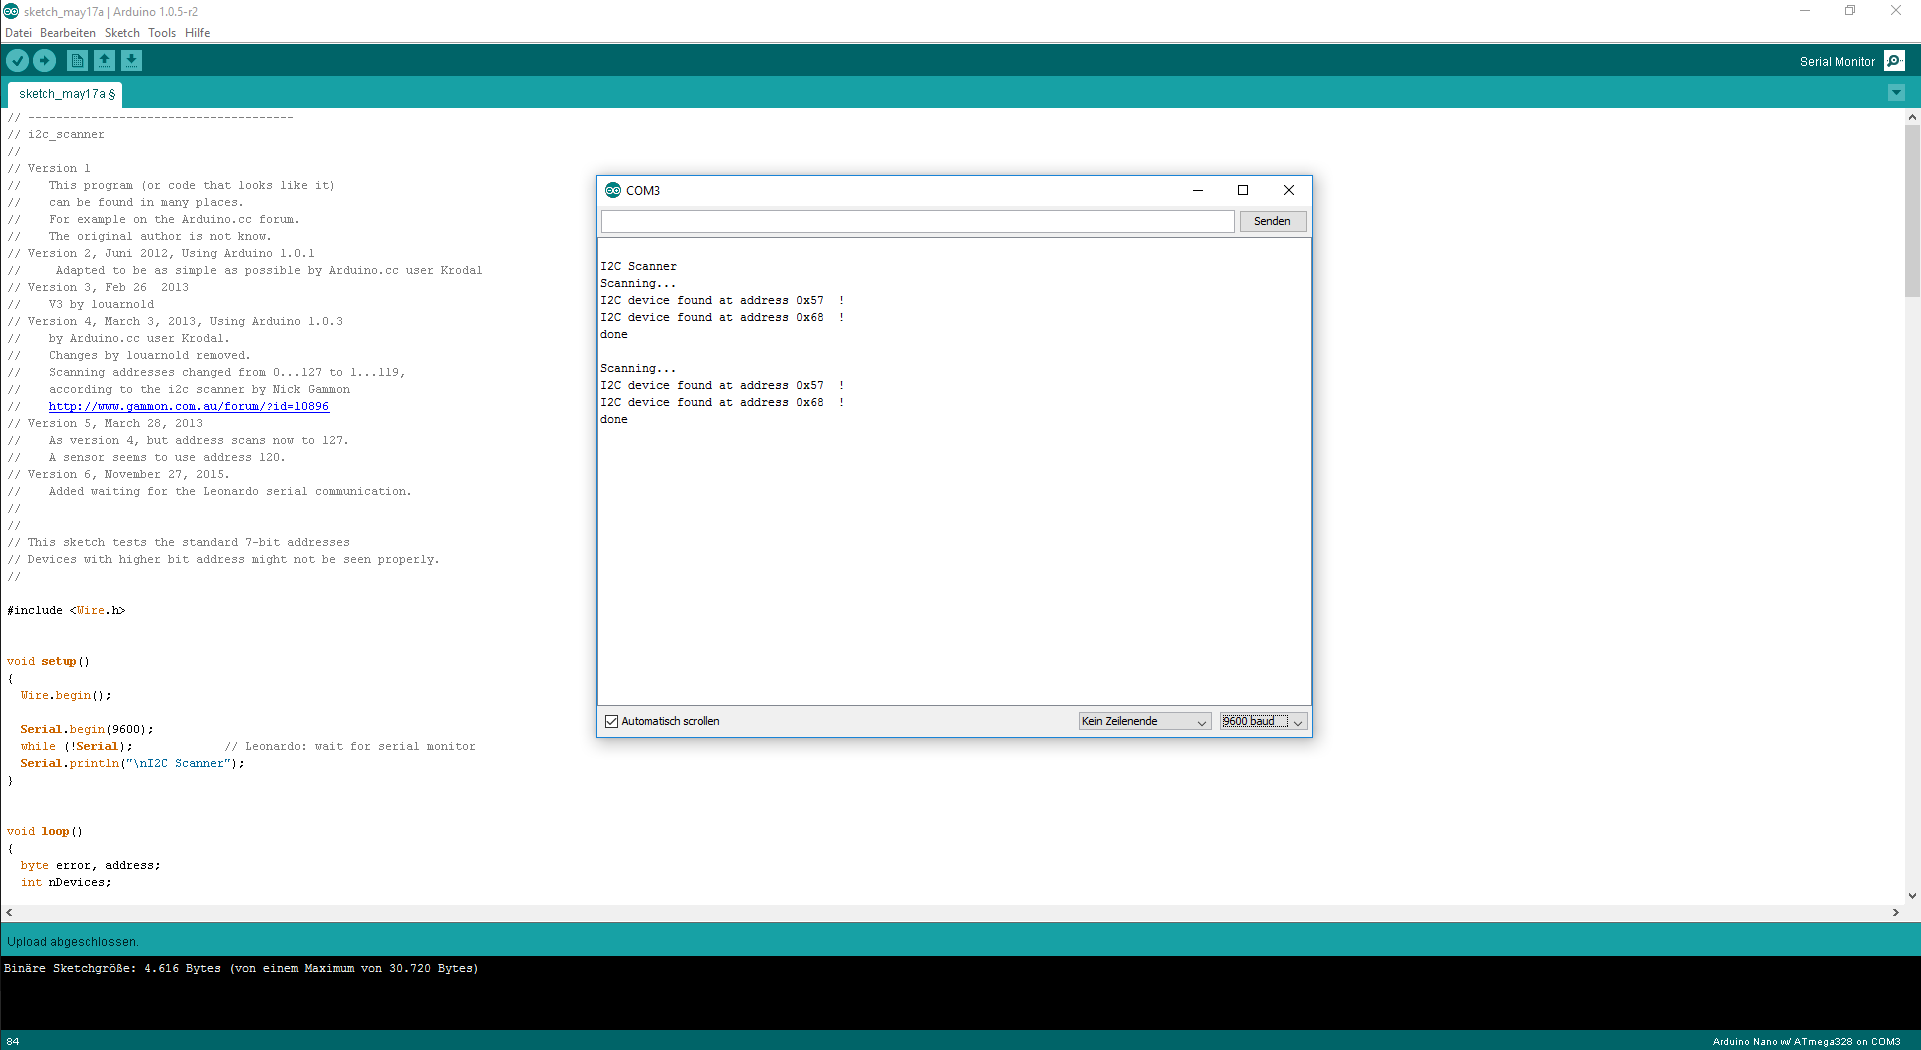 sketch_may17a | Arduino 1.0.5-r2
Datei Bearbeiten Sketch Tools Hilfe
Serial Monitor
sketch_may17a §
// --------------------------------------
// i2c_scanner
//
// Version 1
//    This program (or code that looks like it)
//    can be found in many places.
//    For example on the Arduino.cc forum.
//    The original author is not know.
// Version 2, Juni 2012, Using Arduino 1.0.1
//     Adapted to be as simple as possible by Arduino.cc user Krodal
// Version 3, Feb 26  2013
//    V3 by louarnold
// Version 4, March 3, 2013, Using Arduino 1.0.3
//    by Arduino.cc user Krodal.
//    Changes by louarnold removed.
//    Scanning addresses changed from 0...127 to 1...119,
//    according to the i2c scanner by Nick Gammon
//    http://www.gammon.com.au/forum/?id=10896
// Version 5, March 28, 2013
//    As version 4, but address scans now to 127.
//    A sensor seems to use address 120.
// Version 6, November 27, 2015.
//    Added waiting for the Leonardo serial communication.
//
//
// This sketch tests the standard 7-bit addresses
// Devices with higher bit address might not be seen properly.
//
#include <Wire.h>
void setup()
{
  Wire.begin();
  Serial.begin(9600);
  while (!Serial);             // Leonardo: wait for serial monitor
  Serial.println("\nI2C Scanner");
}
void loop()
{
  byte error, address;
  int nDevices;
COM3
Senden
I2C Scanner
Scanning...
I2C device found at address 0x57  !
I2C device found at address 0x68  !
done
Scanning...
I2C device found at address 0x57  !
I2C device found at address 0x68  !
done
Automatisch scrollen
Kein Zeilenende
9600 baud
Upload abgeschlossen.
Binäre Sketchgröße: 4.616 Bytes (von einem Maximum von 30.720 Bytes)
84
Arduino Nano w/ ATmega328 on COM3